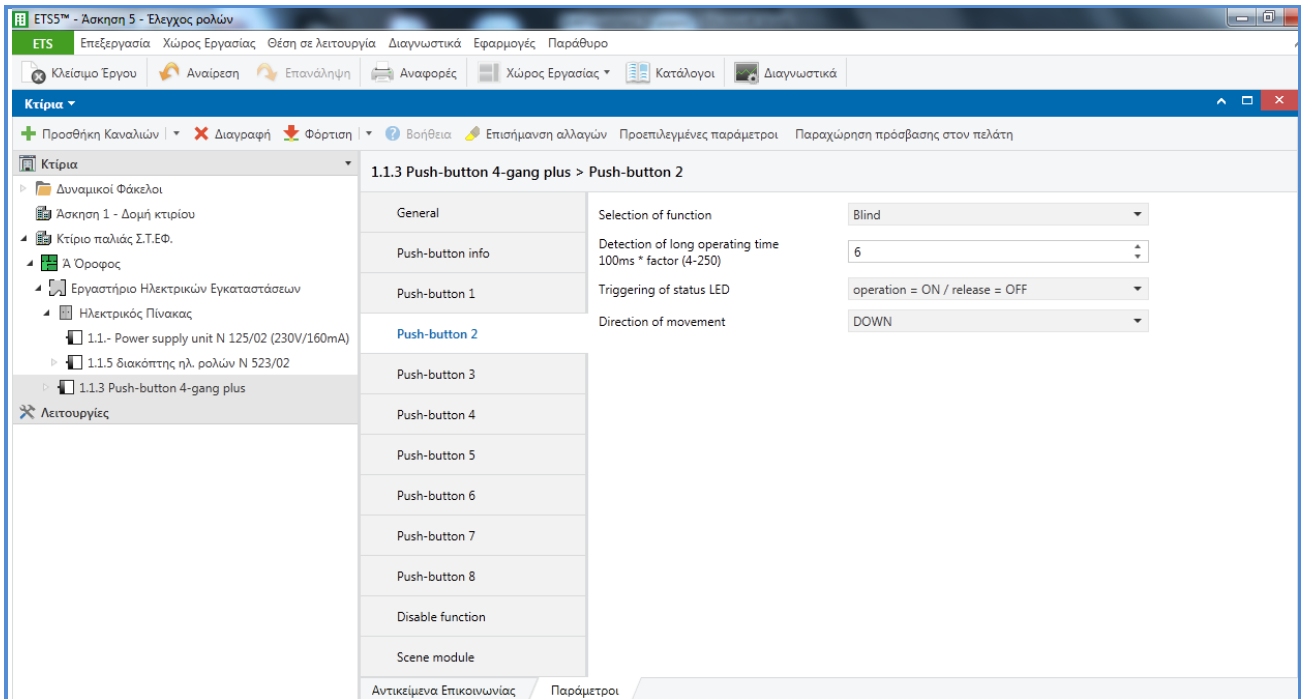 ETS5™ - Άσκηση 5 - Έλεγχος ρολών
ETS Επεξεργασία Χώρος Εργασίας Θέση σε λειτουργία Διαγνωστικά Εφαρμογές Παράθυρο
Κλείσιμο Έργου Αναίρεση Επανάληψη Αναφορές Χώρος Εργασίας Κατάλογοι Διαγνωστικά
Κτίρια
Προσθήκη Καναλιών Διαγραφή Φόρτιση Βοήθεια Επισήμανση αλλαγών Προεπιλεγμένες παράμετροι Παραχώρηση πρόσβασης στον πελάτη
Κτίρια
Δυναμικοί Φάκελοι
Άσκηση 1 - Δομή κτιρίου
Κτίριο παλιάς Σ.Τ.ΕΦ.
Ά Όροφος
Εργαστήριο Ηλεκτρικών Εγκαταστάσεων
Ηλεκτρικός Πίνακας
1.1.- Power supply unit N 125/02 (230V/160mA)
1.1.5 διακόπτης ηλ. ρολών N 523/02
1.1.3 Push-button 4-gang plus
Λειτουργίες
1.1.3 Push-button 4-gang plus > Push-button 2
General
Push-button info
Push-button 1
Push-button 2
Push-button 3
Push-button 4
Push-button 5
Push-button 6
Push-button 7
Push-button 8
Disable function
Scene module
Selection of function Blind
Detection of long operating time
100ms * factor (4-250) 6
Triggering of status LED operation = ON / release = OFF
Direction of movement DOWN
Αντικείμενα Επικοινωνίας Παράμετροι